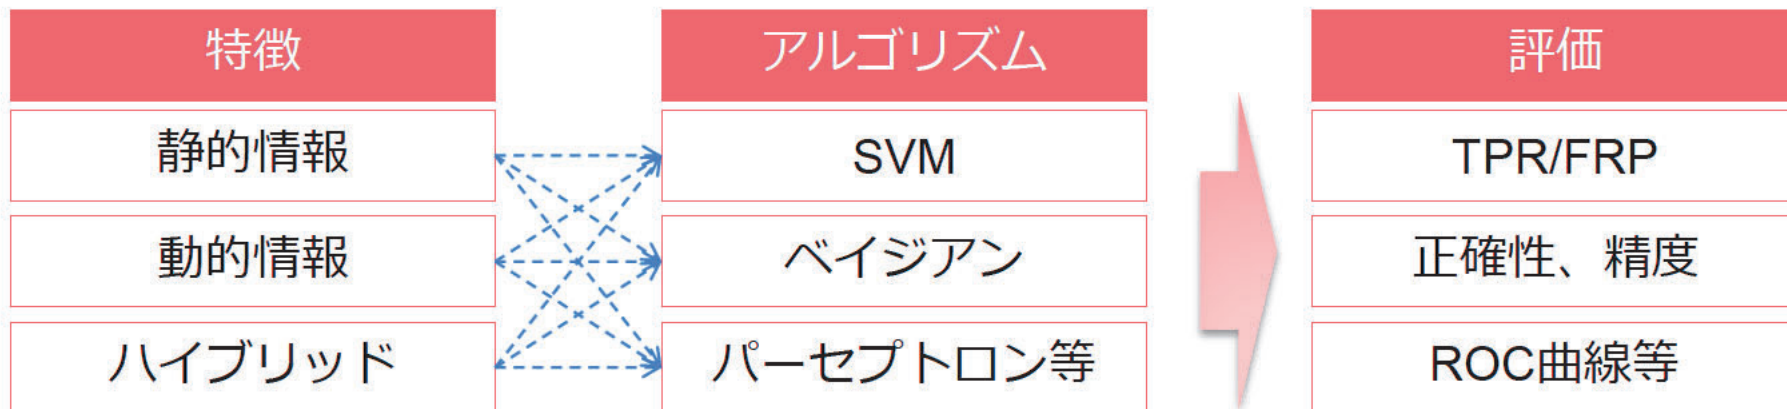 特徴
静的情報
動的情報
ハイブリッド
アルゴリズム
SVM
ベイジアン
パーセプトロン等
評価
TPR/FRP
正確性、精度
ROC曲線等